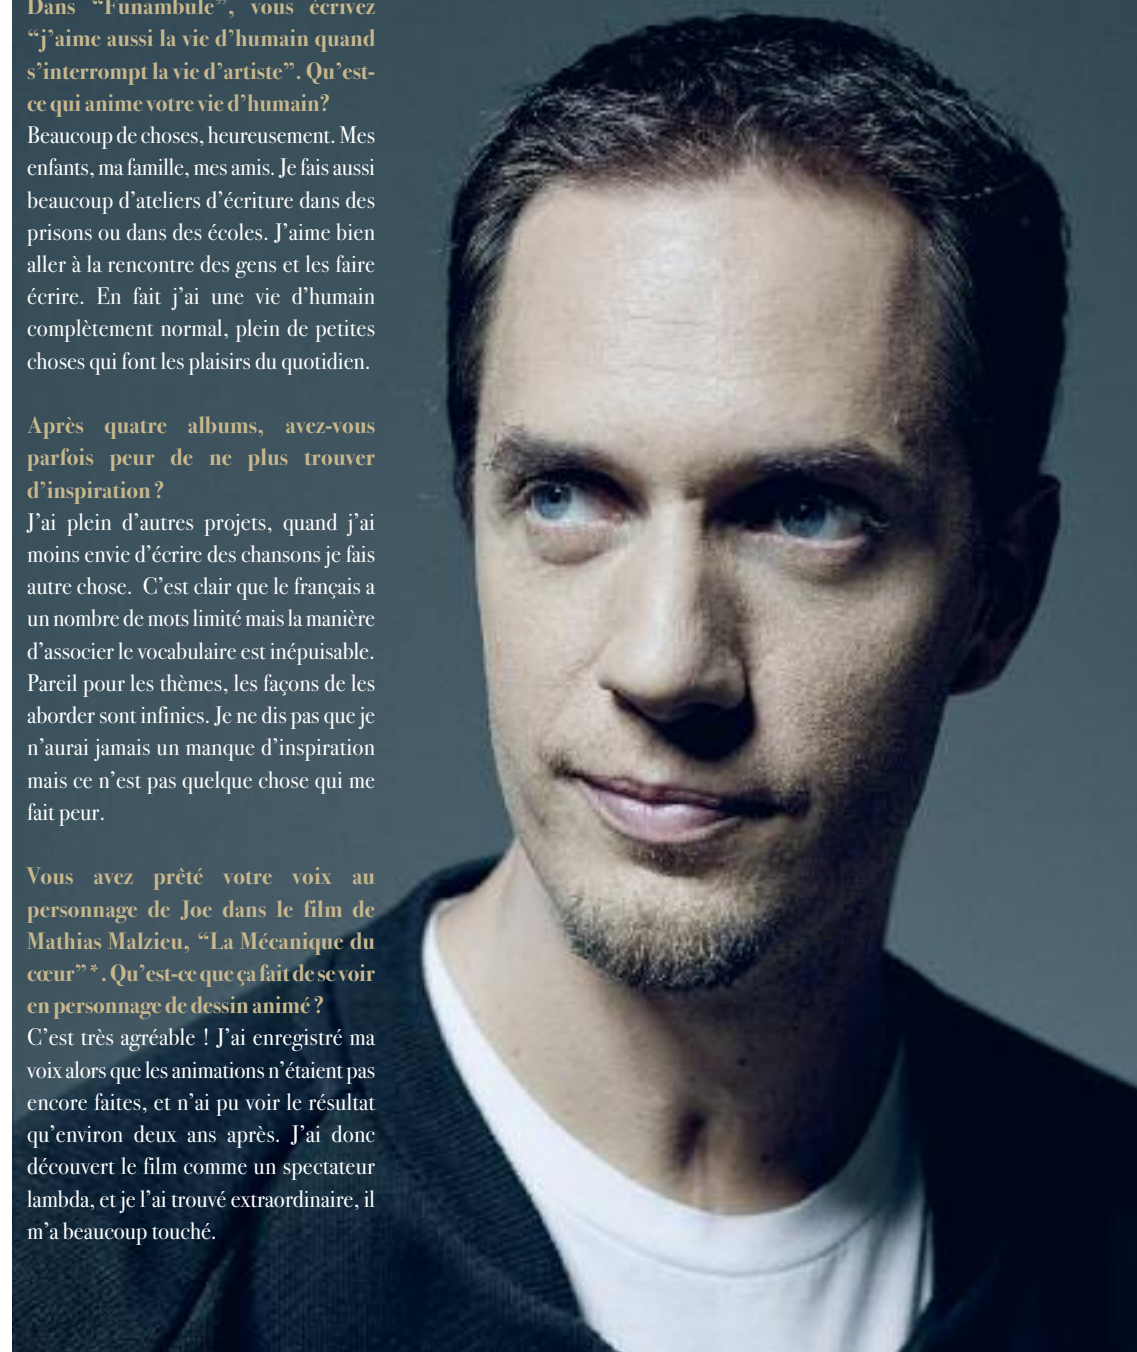 Dans “Funambule”, vous écrivez
“j’aime aussi la vie d’humain quand
s’interrompt la vie d’artiste”. Qu’est-
ce qui anime votre vie d’humain?
Beaucoup de choses, heureusement. Mes
enfants, ma famille, mes amis. Je fais aussi
beaucoup d’ateliers d’écriture dans des
prisons ou dans des écoles. J’aime bien
aller à la rencontre des gens et les faire
écrire. En fait j’ai une vie d’humain
complètement normal, plein de petites
choses qui font les plaisirs du quotidien.
Après quatre albums, avez-vous
parfois peur de ne plus trouver
d’inspiration ?
J’ai plein d’autres projets, quand j’ai
moins envie d’écrire des chansons je fais
autre chose. C’est clair que le français a
un nombre de mots limité mais la manière
d’associer le vocabulaire est inépuisable.
Pareil pour les thèmes, les façons de les
aborder sont infinies. Je ne dis pas que je
n’aurai jamais un manque d’inspiration
mais ce n’est pas quelque chose qui me
fait peur.
Vous avez prêté votre voix au
personnage de Joe dans le film de
Mathias Malzieu, “La Mécanique du
cœur”*. Qu’est-ce que ça fait de se voir
en personnage de dessin animé ?
C’est très agréable ! J’ai enregistré ma
voix alors que les animations n’étaient pas
encore faites, et n’ai pu voir le résultat
qu’environ deux ans après. J’ai donc
découvert le film comme un spectateur
lambda, et je l’ai trouvé extraordinaire, il
m’a beaucoup touché.